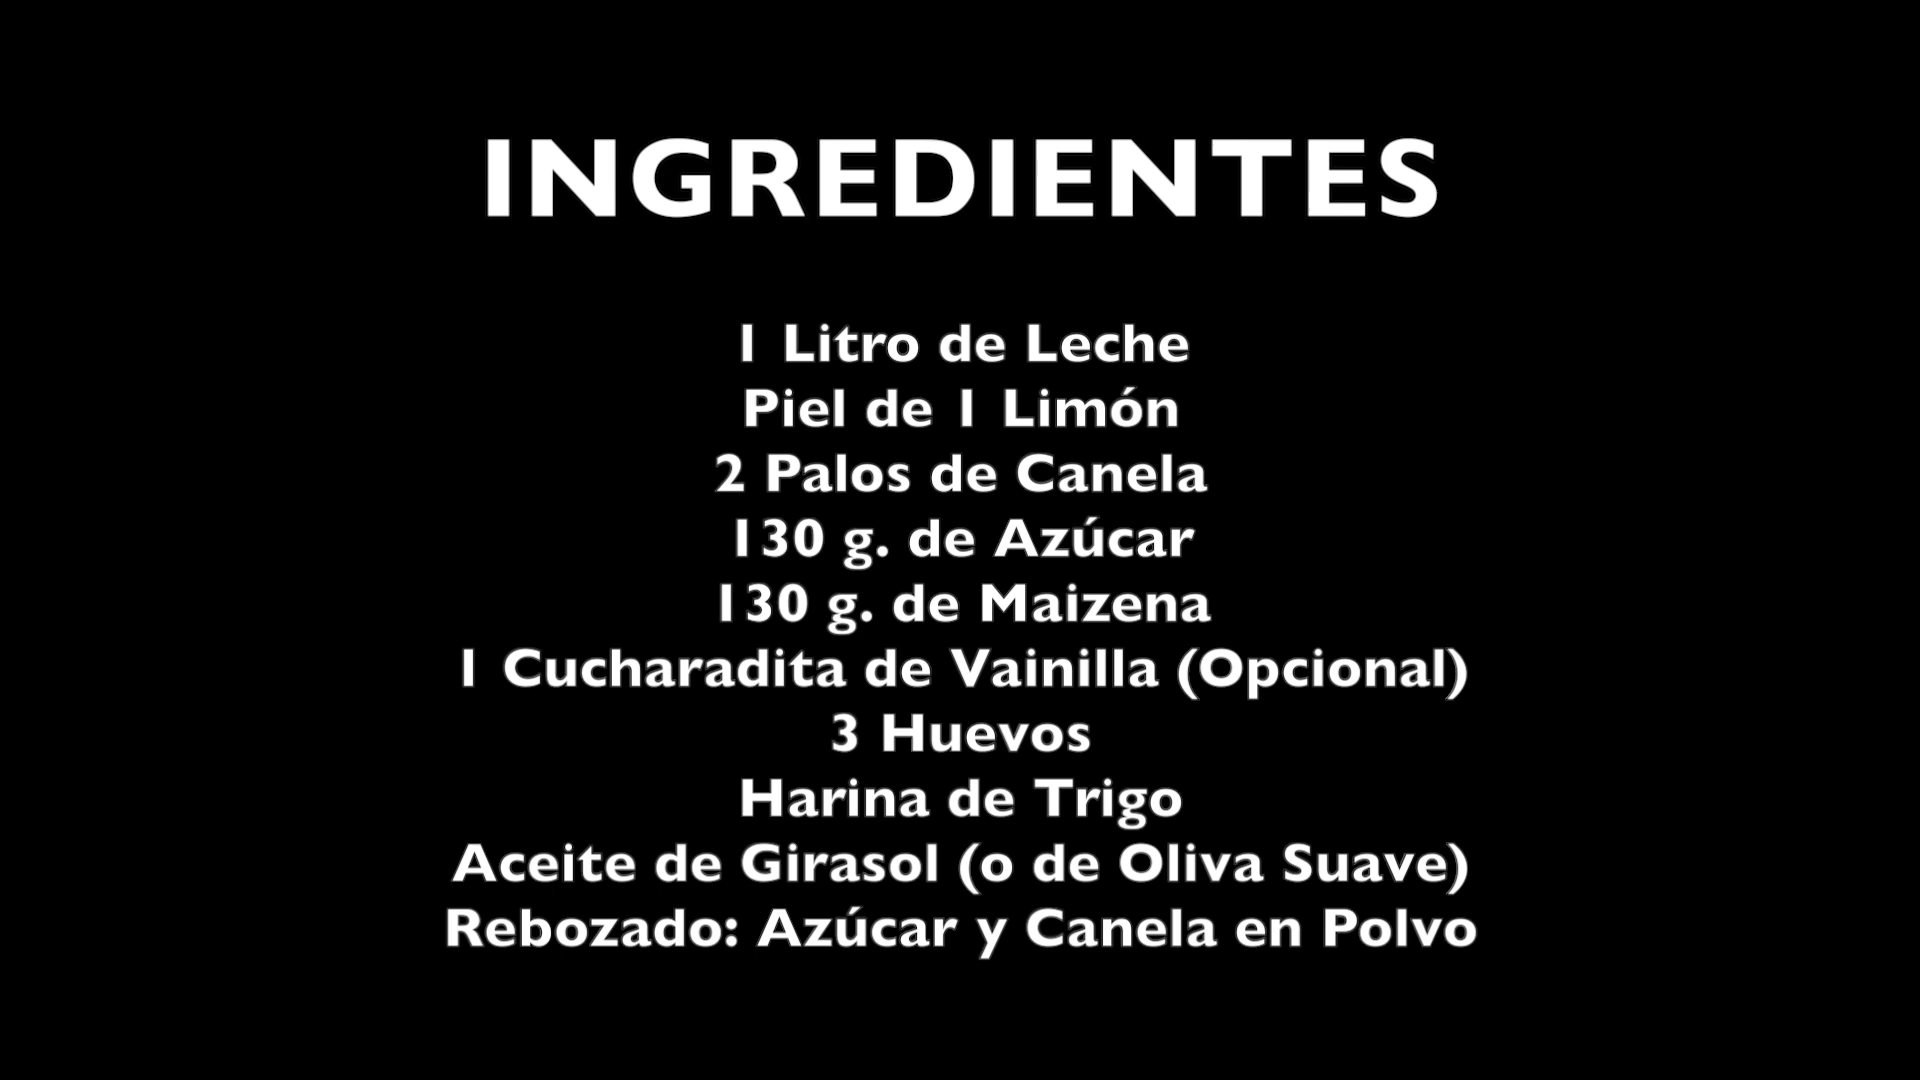 INGREDIENTES
1 Litro de Leche
Piel de 1 Limón
2 Palos de Canela
130 g. de Azúcar
130 g. de Maizena
1 Cucharadita de Vainilla (Opcional)
3 Huevos
Harina de Trigo
Aceite de Girasol (o de Oliva Suave)
Rebozado: Azúcar y Canela en Polvo